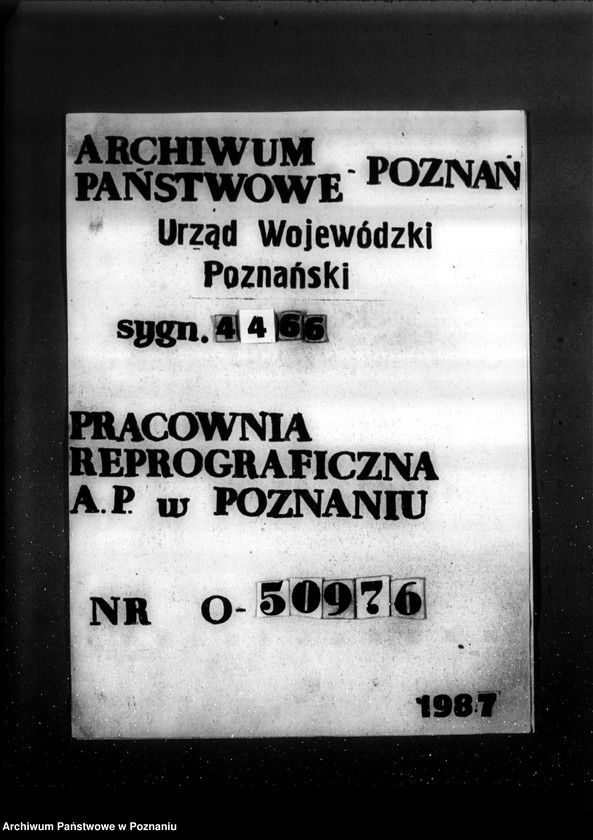 ARCHIWUM
PAŃSTWOWE - POZNAŃ
Urząd Wojewódzki
Poznański
sygn. 4466
PRACOWNIA
REPROGRAFICZNA
A.P. w POZNANIU
NR O-50976
1987
Archiwum Państwowe w Poznaniu